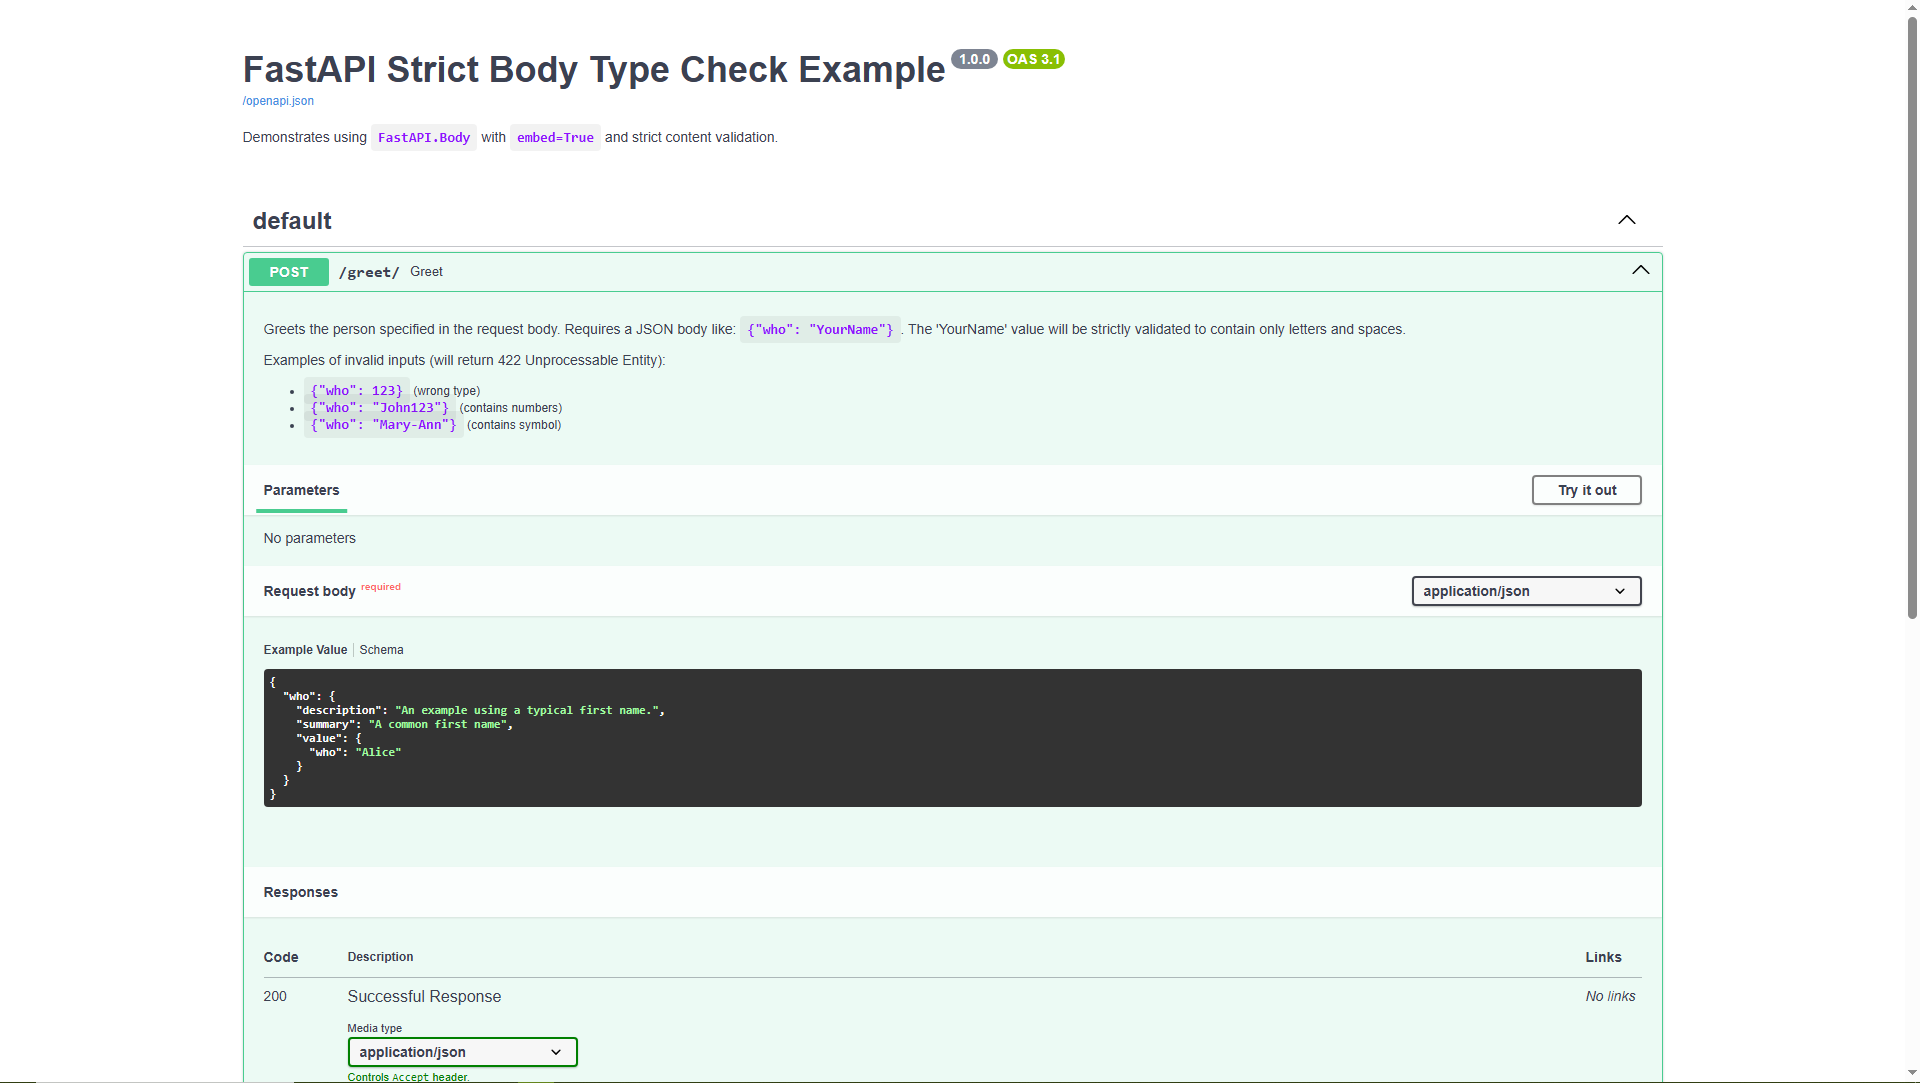 FastAPI Strict Body Type Check Example 1.0.0 OAS 3.1
/openapi.json
Demonstrates using FastAPI.Body with embed=True and strict content validation.
default
POST /greet/ Greet
Greets the person specified in the request body. Requires a JSON body like: {"who": "YourName"} . The 'YourName' value will be strictly validated to contain only letters and spaces.
Examples of invalid inputs (will return 422 Unprocessable Entity):
• {"who": 123} (wrong type)
• {"who": "John123"} (contains numbers)
• {"who": "Mary-Ann"} (contains symbol)
Parameters Try it out
No parameters
Request body required application/json
Example Value | Schema
{
  "who": {
    "description": "An example using a typical first name.",
    "summary": "A common first name",
    "value": {
      "who": "Alice"
    }
  }
}
Responses
Code Description Links
200 Successful Response No links
Media type
application/json
Controls Accept header.